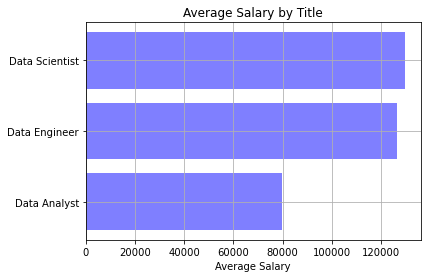 Average Salary by Title
Data Scientist
Data Engineer
Data Analyst
0 20000 40000 60000 80000 100000 120000
Average Salary